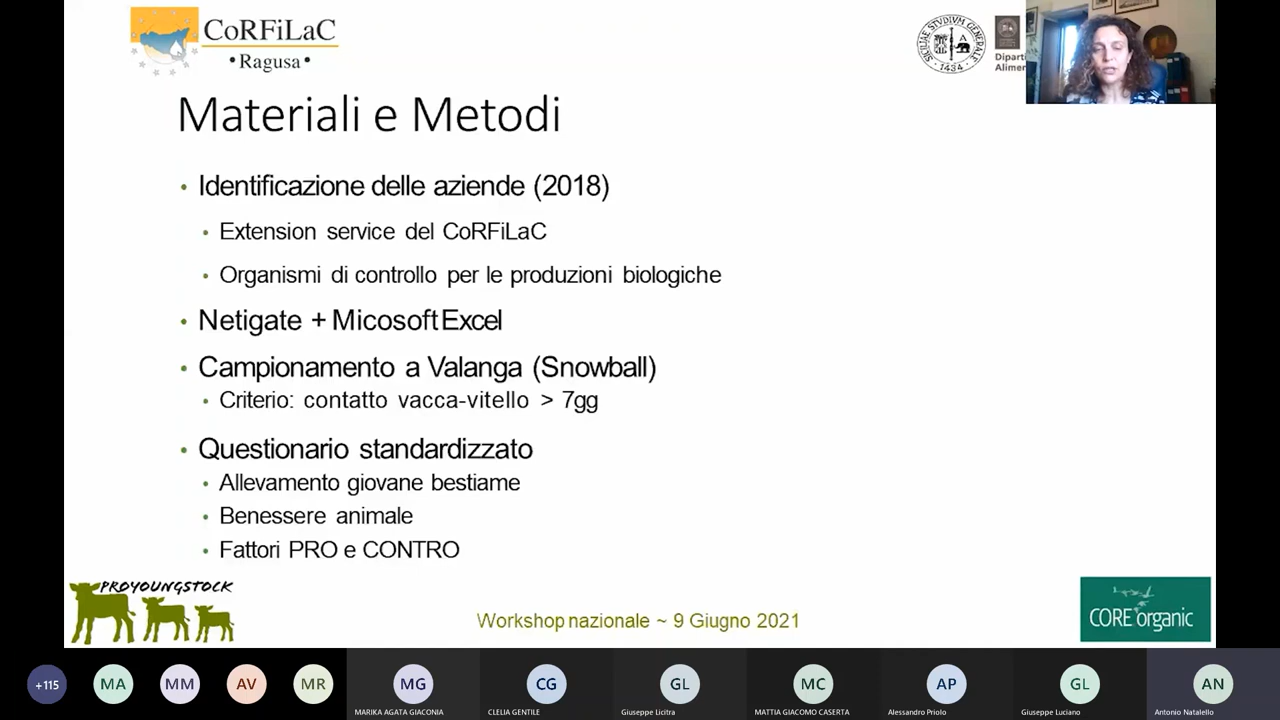 CoRFiLaC
•Ragusa•
SICILIAE STUDIUM GENERALE
1434
Materiali e Metodi
• Identificazione delle aziende (2018)
• Extension service del CoRFiLaC
• Organismi di controllo per le produzioni biologiche
• Netigate + Micosoft Excel
• Campionamento a Valanga (Snowball)
• Criterio: contatto vacca-vitello > 7gg
• Questionario standardizzato
• Allevamento giovane bestiame
• Benessere animale
• Fattori PRO e CONTRO
PROYOUNGSTOCK
Workshop nazionale ~ 9 Giugno 2021
CORE organic
+115 MA MM AV MR MG CG GL MC AP GL AN
MARIKA AGATA GIACONIA CLELIA GENTILE Giuseppe Licitra MATTIA GIACOMO CASERTA Alessandro Priolo Giuseppe Luciano Antonio Natalello